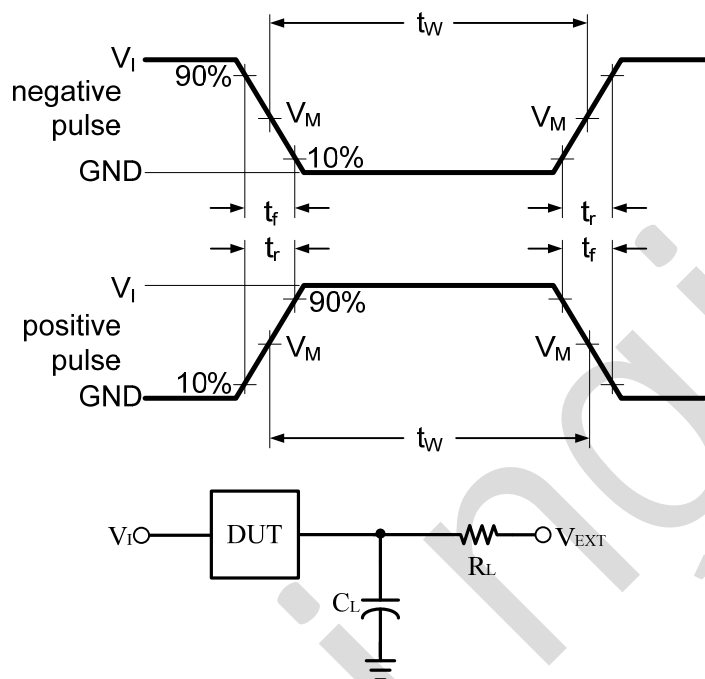 tW
VI
90%
negative
pulse
VM
VM
10%
GND
tf
tr
tr
tf
VI
90%
positive
pulse
VM
VM
10%
GND
tW
VI
DUT
VEXT
RL
CL